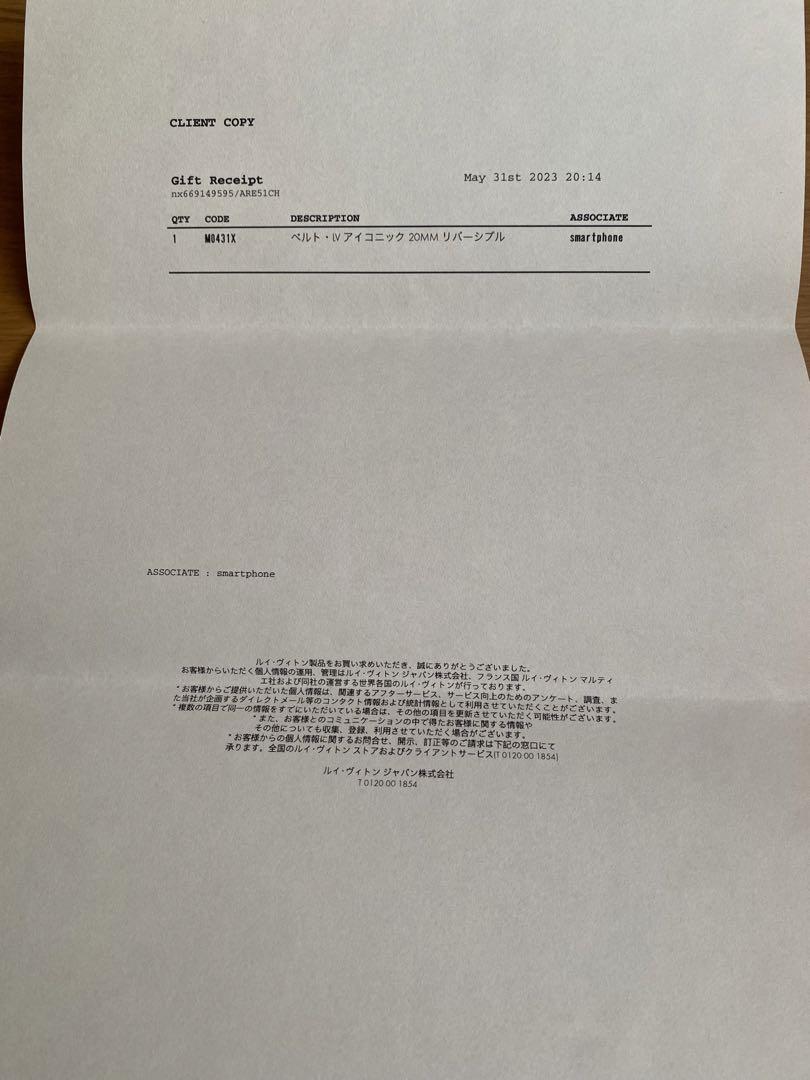 CLIENT COPY
Gift Receipt
May 31st 2023 20:14
nx669149595/ARE51CH
QTY CODE DESCRIPTION ASSOCIATE
1 M0431X ベルト・LV アイコニック 20MM リバーシブル smartphone
ASSOCIATE : smartphone
ルイ・ヴィトン製品をお買い求めいただき、誠にありがとうございました。
お客様からいただく個人情報の運用、管理はルイ・ヴィトン ジャパン株式会社、フランス国 ルイ・ヴィトン マルティ
エ社および同社の運営する世界各国のルイ・ヴィトンが行っております。
* お客様からご提供いただいた個人情報は、関連するアフターサービス、サービス向上のためのアンケート、調査、ま
た当社が企画するダイレクトメール等のコンタクト情報および統計情報として利用させていただくことがございます。
* 複数の項目で同一の情報をすでにいただいている場合は、その他の項目を更新させていただく可能性がございます。
* また、お客様とのコミュニケーションの中で得たお客様に関する情報や
その他についても収集、登録、利用させていただく場合がございます。
* お客様からの個人情報に関するお問合せ、開示、訂正等のご請求は下記の窓口にて
承ります。全国のルイ・ヴィトン ストアおよびクライアントサービス(T 0120 00 1854)
ルイ・ヴィトン ジャパン株式会社
T 0120 00 1854